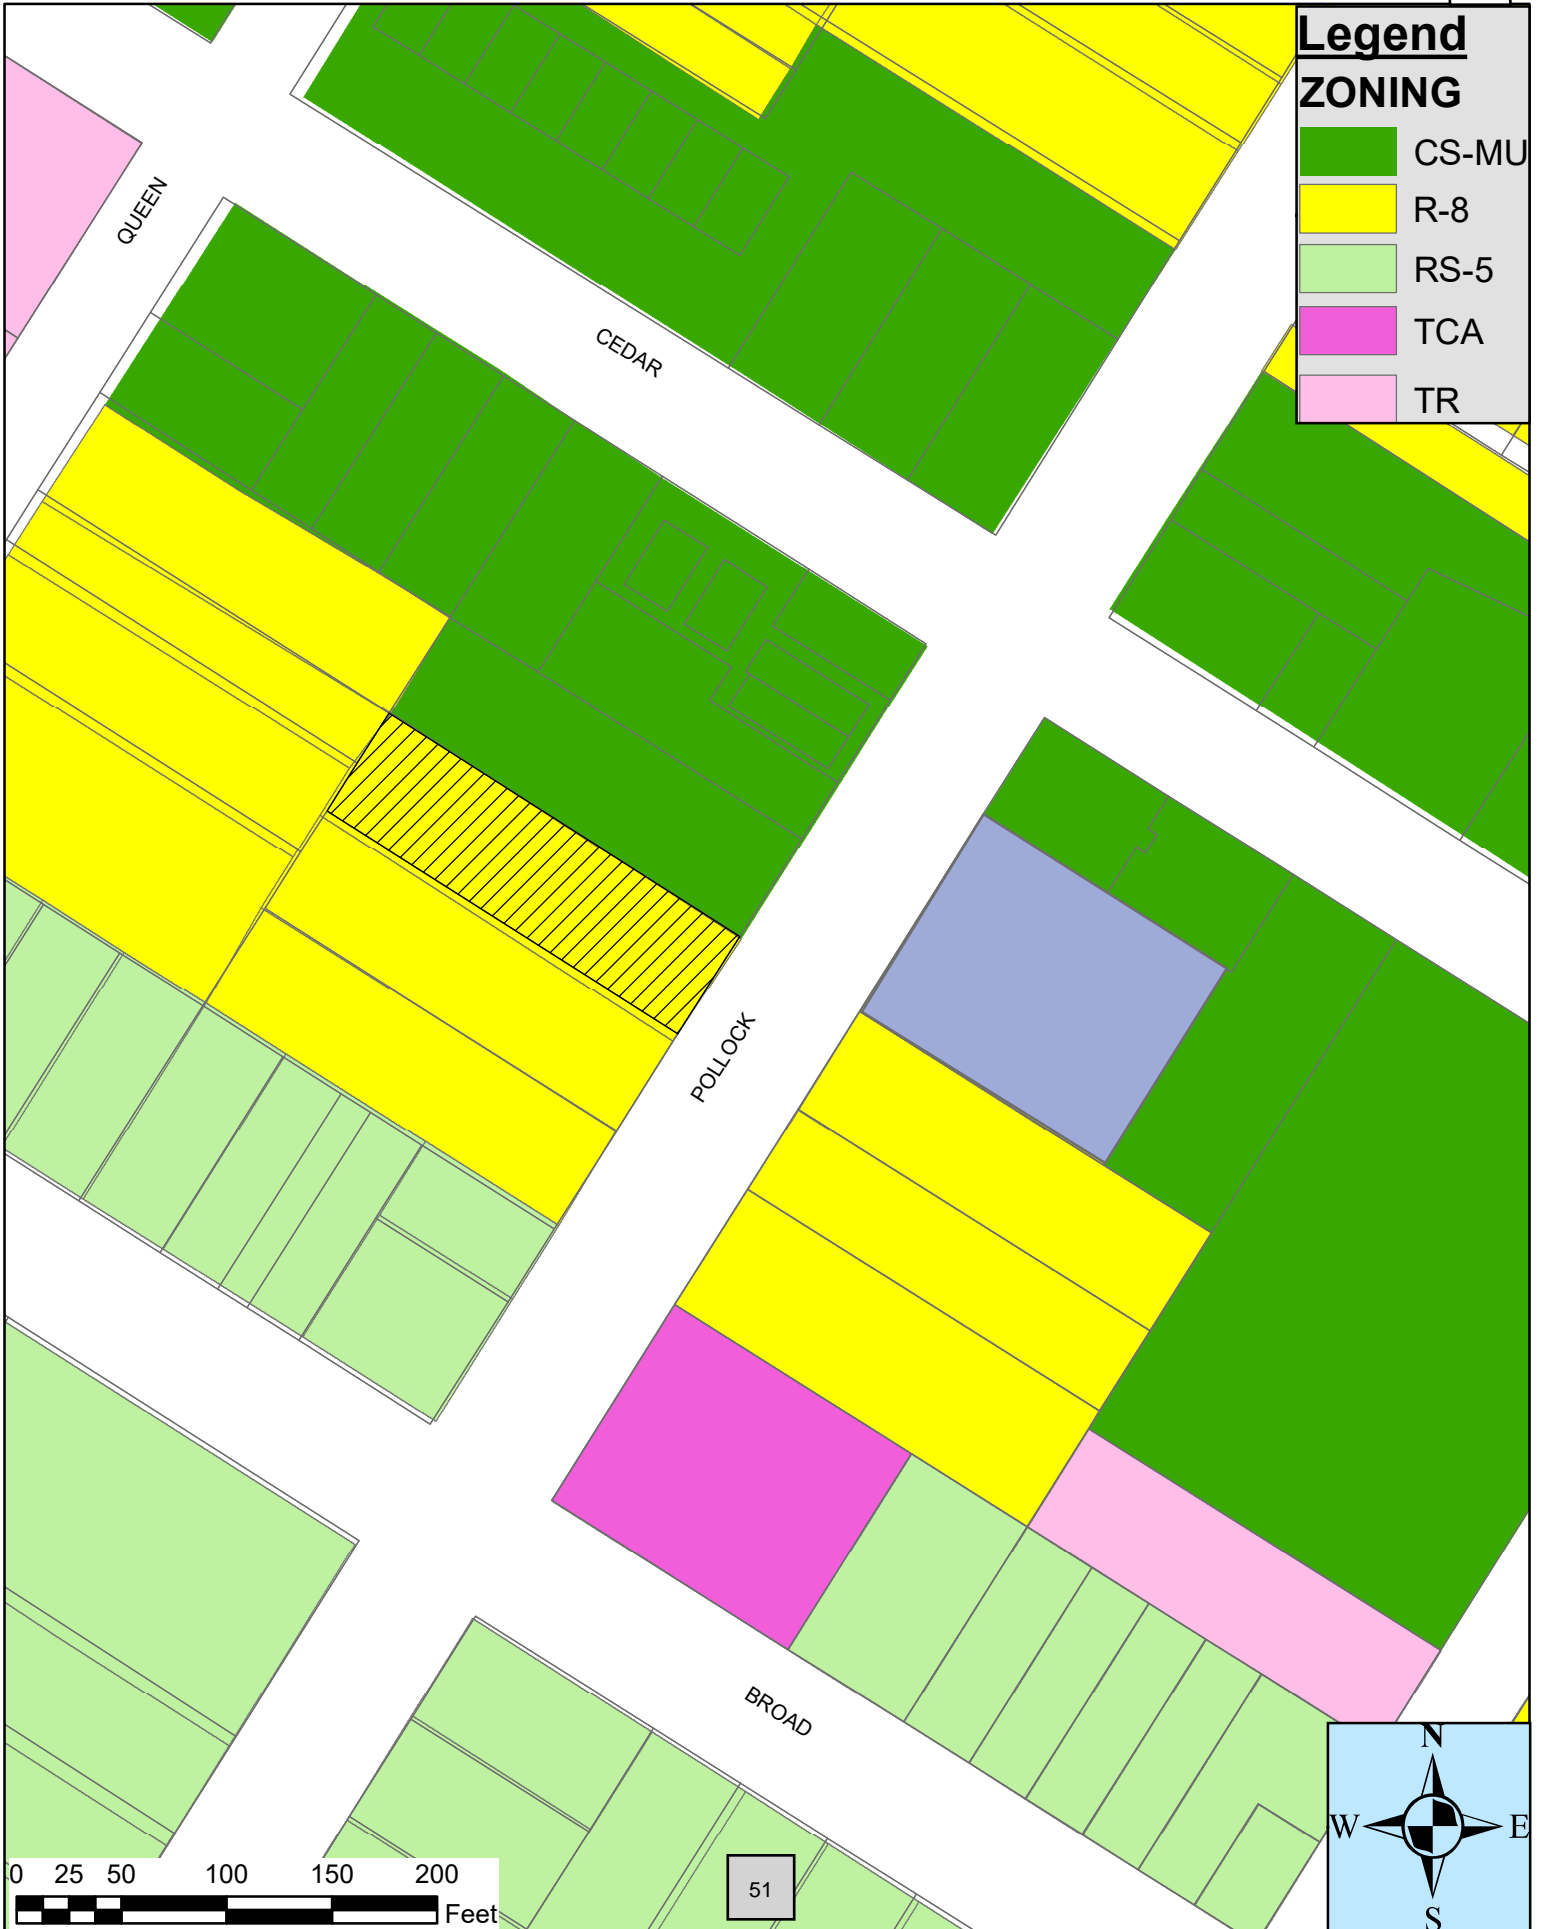 Legend
ZONING
CS-MU
R-8
RS-5
TCA
TR
QUEEN
CEDAR
POLLOCK
BROAD
N
W E
S
0 25 50 100 150 200
Feet
51